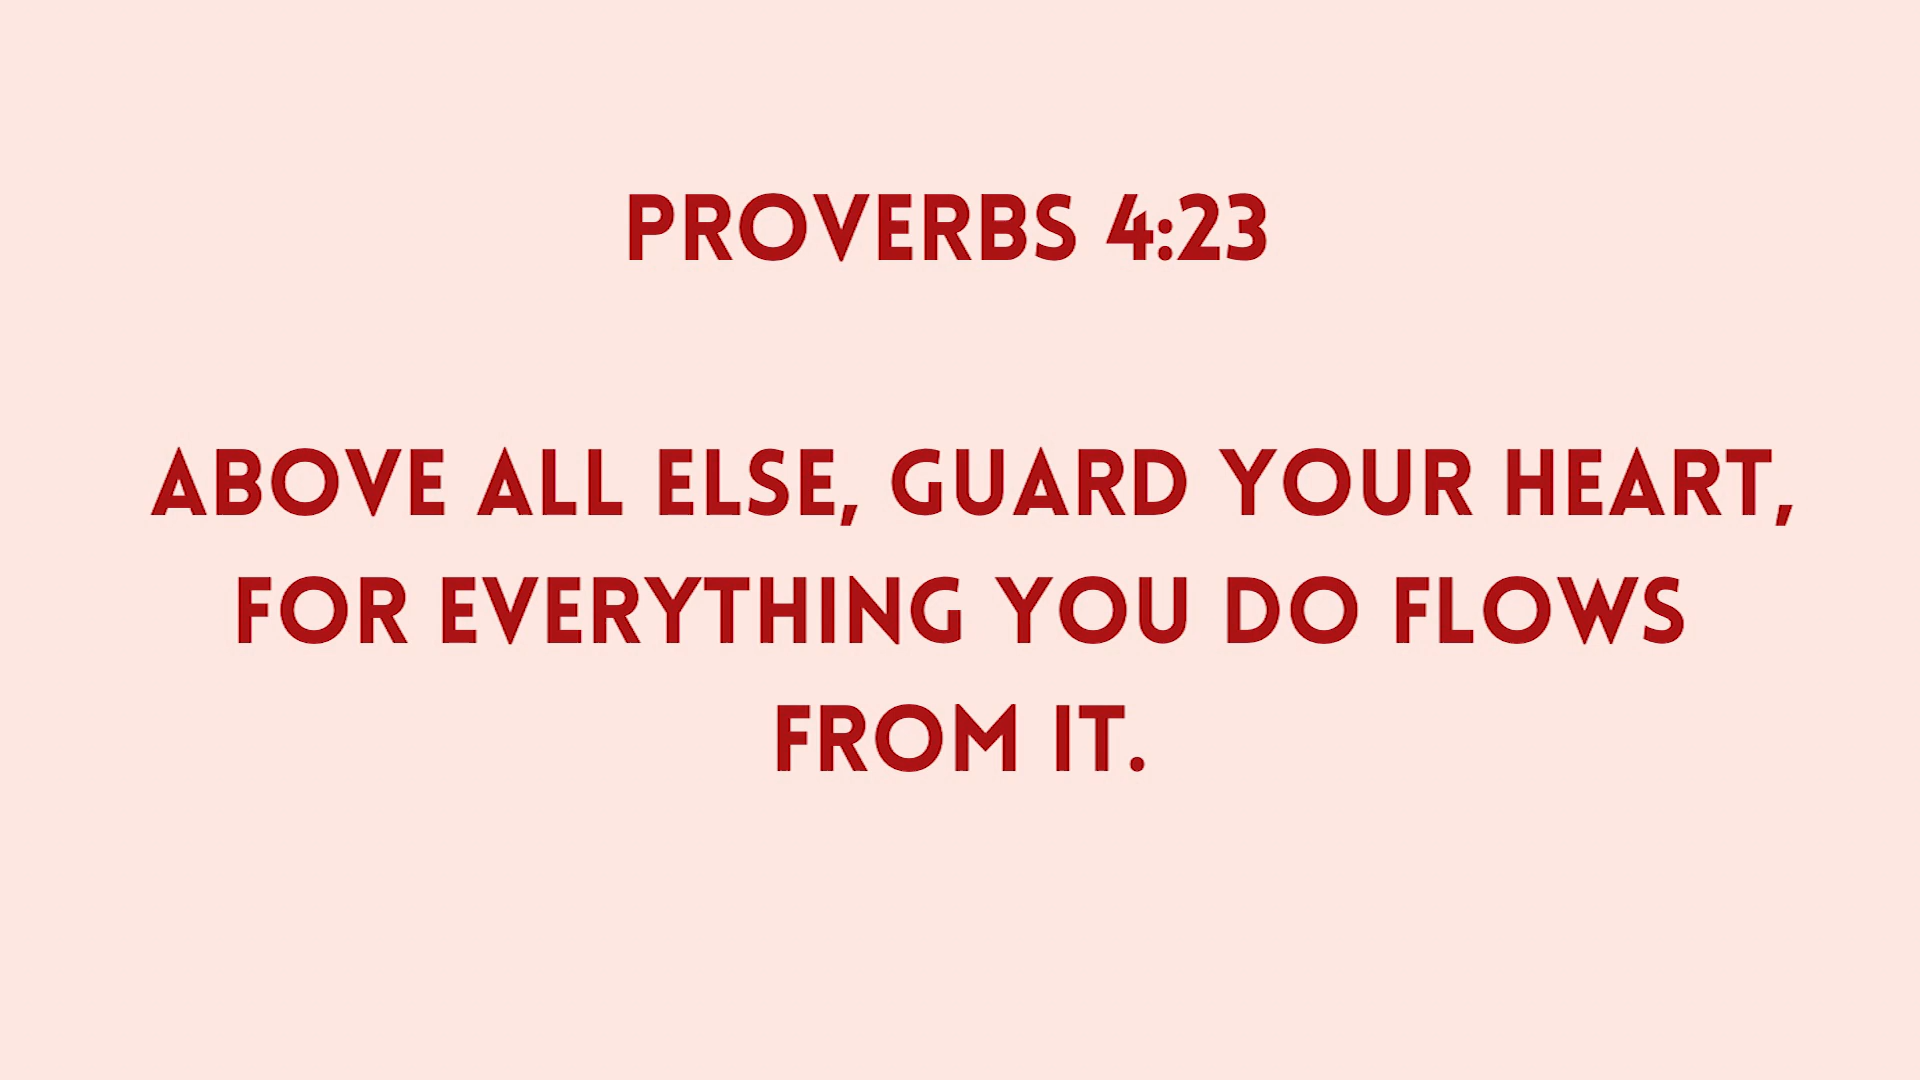 PROVERBS 4:23
ABOVE ALL ELSE, GUARD YOUR HEART,
FOR EVERYTHING YOU DO FLOWS
FROM IT.